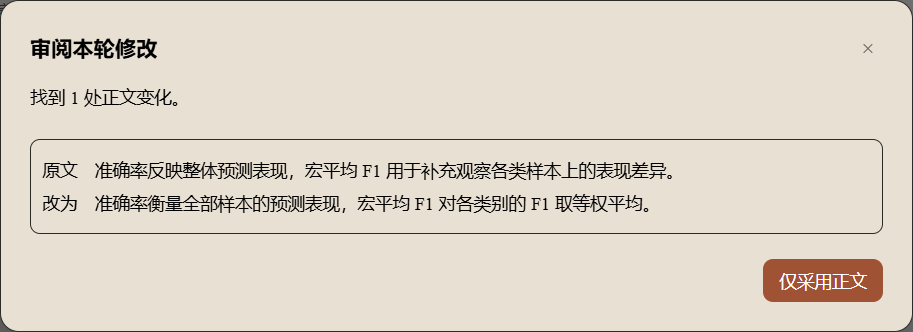 审阅本轮修改
×
找到 1 处正文变化。
原文 准确率反映整体预测表现，宏平均 F1 用于补充观察各类样本上的表现差异。
改为 准确率衡量全部样本的预测表现，宏平均 F1 对各类别的 F1 取等权平均。
仅采用正文